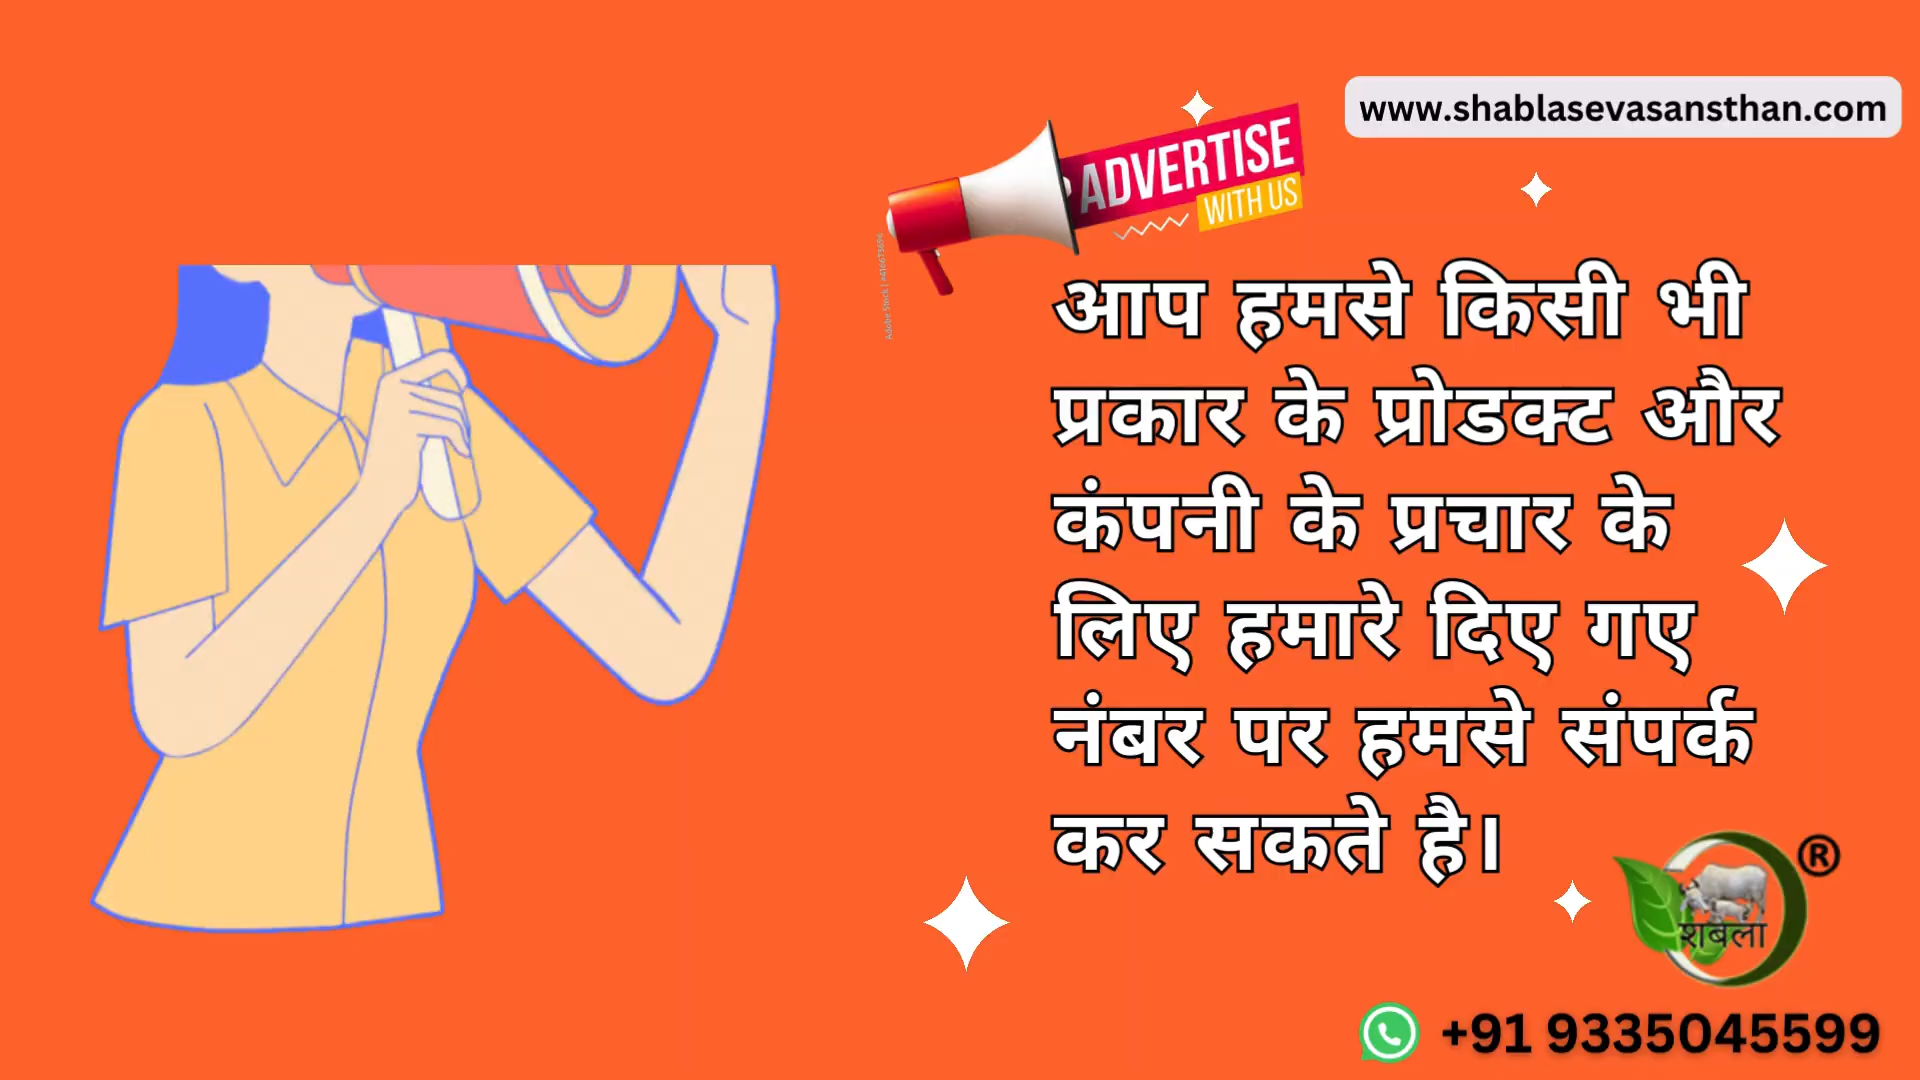 www.shablasevasansthan.com
ADVERTISE
WITH US
आप हमसे किसी भी
प्रकार के प्रोडक्ट और
कंपनी के प्रचार के
लिए हमारे दिए गए
नंबर पर हमसे संपर्क
कर सकते है।
®
शबला
+91 9335045599